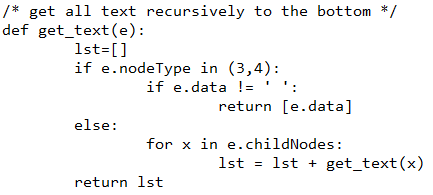 /* get all text recursively to the bottom */
def get_text(e):
        lst=[]
        if e.nodeType in (3,4):
                if e.data != ' ':
                        return [e.data]
        else:
                for x in e.childNodes:
                        lst = lst + get_text(x)
        return lst